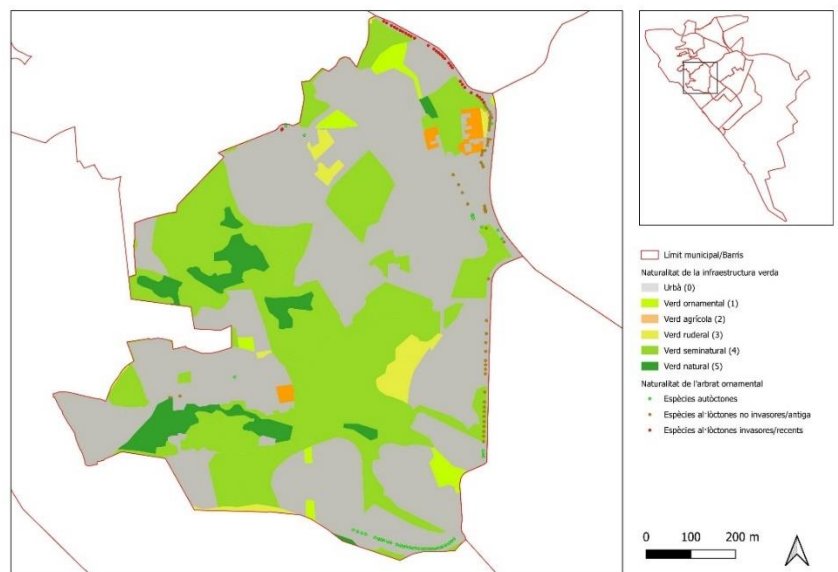 Límit municipal/Barris
Naturalitat de la infraestructura verda
Urbà (0)
Verd ornamental (1)
Verd agrícola (2)
Verd ruderal (3)
Verd seminatural (4)
Verd natural (5)
Naturalitat de l'arbrat ornamental
Espècies autòctones
Espècies al·lòctones no invasores/antiga
Espècies al·lòctones invasores/recents
0 100 200 m